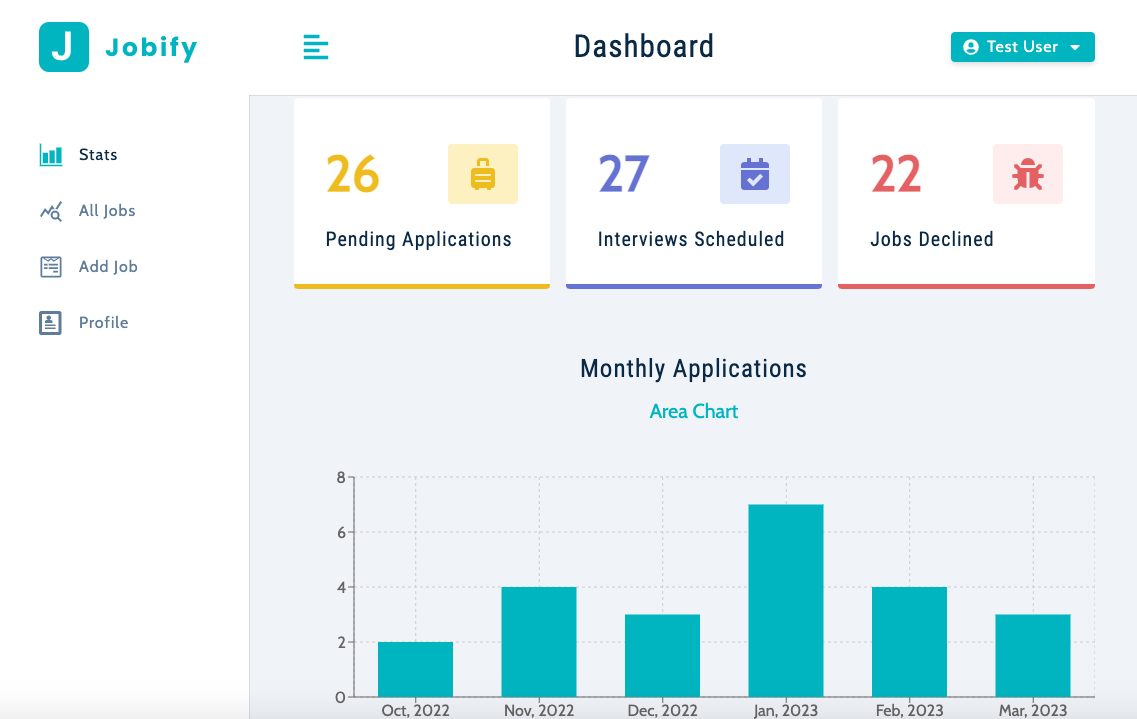 J Jobify
Dashboard
Test User
Stats
All Jobs
Add Job
Profile
26
Pending Applications
27
Interviews Scheduled
22
Jobs Declined
Monthly Applications
Area Chart
8
6
4
2
0
Oct, 2022 Nov, 2022 Dec, 2022 Jan, 2023 Feb, 2023 Mar, 2023